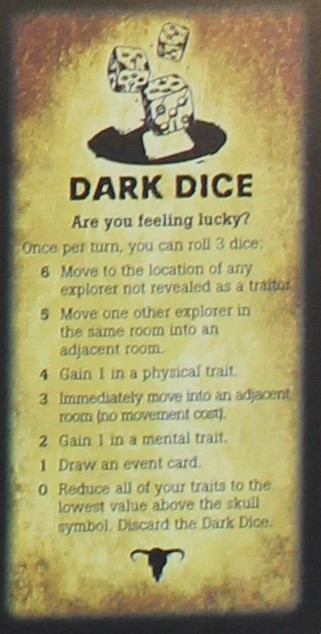 DARK DICE
Are you feeling lucky?
Once per turn, you can roll 3 dice:
6 Move to the location of any
explorer not revealed as a traitor.
5 Move one other explorer in
the same room into an
adjacent room.
4 Gain 1 in a physical trait.
3 Immediately move into an adjacent
room (no movement cost).
2 Gain 1 in a mental trait.
1 Draw an event card.
0 Reduce all of your traits to the
lowest value above the skull
symbol. Discard the Dark Dice.